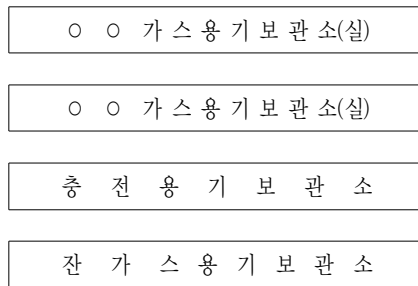 ○ ○ 가 스 용 기 보 관 소(실)
○ ○ 가 스 용 기 보 관 소(실)
충 전 용 기 보 관 소
잔 가 스 용 기 보 관 소